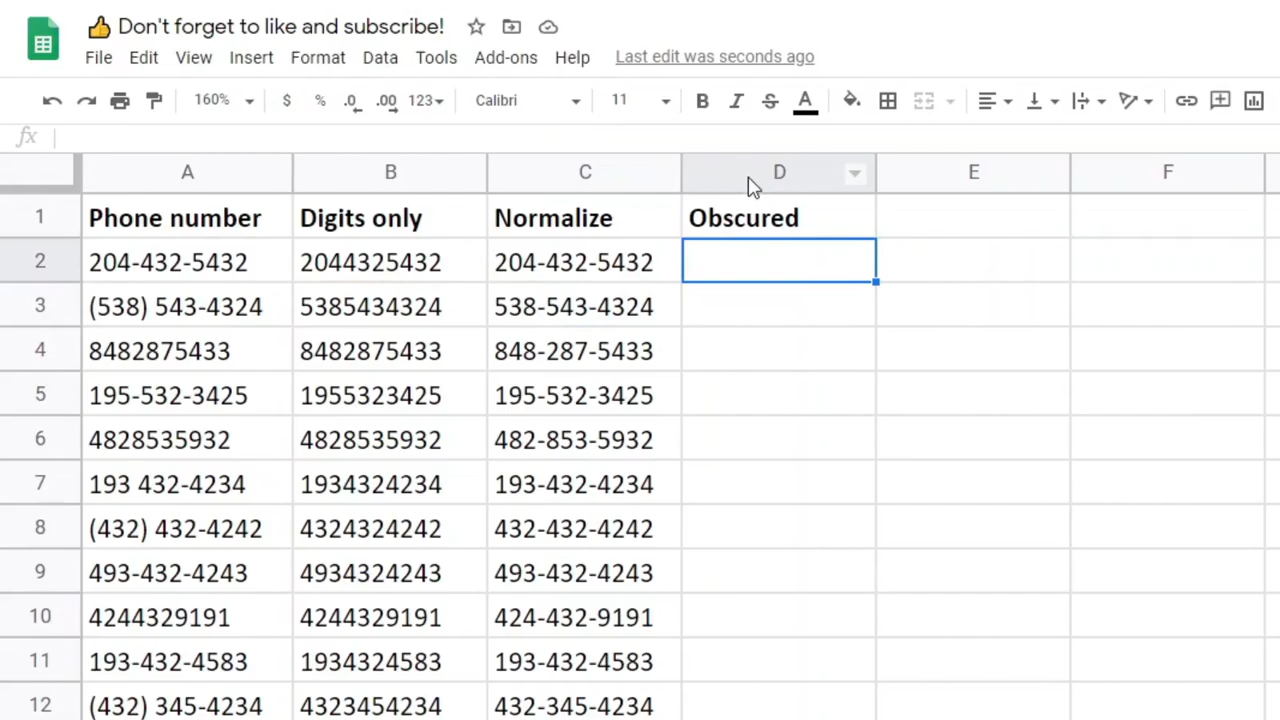 👍 Don't forget to like and subscribe!
File Edit View Insert Format Data Tools Add-ons Help Last edit was seconds ago
160% $ % .0 .00 123 Calibri 11 B I S A
fx
A B C D E F
1 Phone number Digits only Normalize Obscured
2 204-432-5432 2044325432 204-432-5432
3 (538) 543-4324 5385434324 538-543-4324
4 8482875433 8482875433 848-287-5433
5 195-532-3425 1955323425 195-532-3425
6 4828535932 4828535932 482-853-5932
7 193 432-4234 1934324234 193-432-4234
8 (432) 432-4242 4324324242 432-432-4242
9 493-432-4243 4934324243 493-432-4243
10 4244329191 4244329191 424-432-9191
11 193-432-4583 1934324583 193-432-4583
12 (432) 345-4234 4323454234 432-345-4234